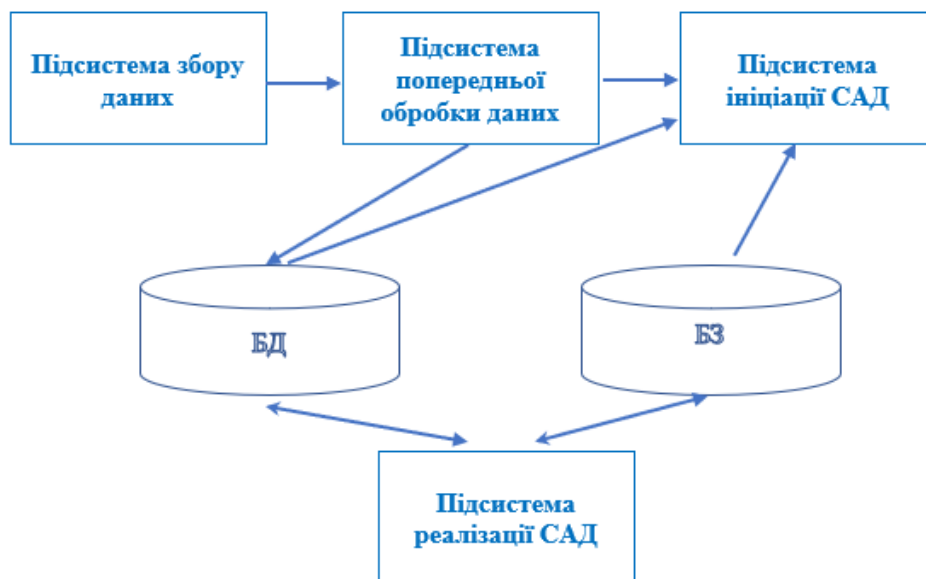 Підсистема збору
даних
Підсистема
попередньої
обробки даних
Підсистема
ініціації САД
БД
БЗ
Підсистема
реалізації САД